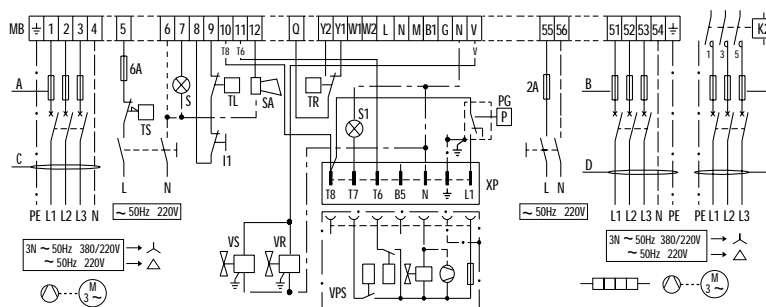 MB 1 2 3 4 5 6 7 8 9 10 11 12 Q Y2 Y1 W1 W2 L N M B1 G N V 55 56 51 52 53 N 54 K2
T8 T6 V 1 3 5
6A
A S TL SA TR S1 2A B
PG
P
TS
I1
C XP D
L N T8 T7 T6 B5 N L1 L N
PE L1 L2 L3 N L1 L2 L3 N PE PE L1 L2 L3
~ 50Hz 220V ~ 50Hz 220V
3N ~ 50Hz 380/220V
~ 50Hz 220V
VS VR
3N ~ 50Hz 380/220V
~ 50Hz 220V
M
3 ~
VPS
M
3 ~